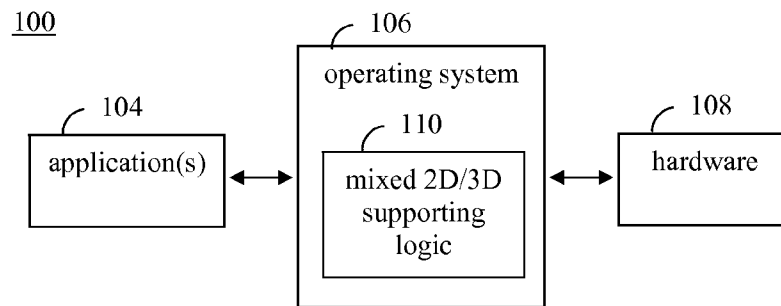 100
106
operating system
104
application(s)
110
mixed 2D/3D
supporting
logic
108
hardware